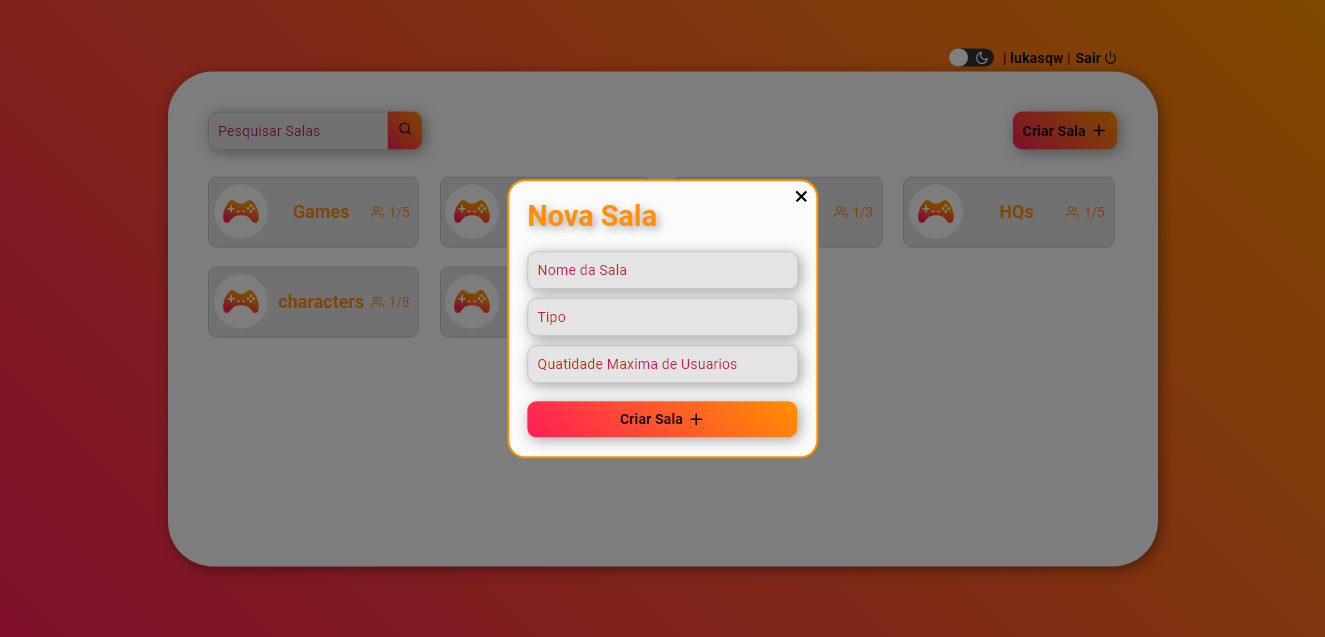 | lukasqw | Sair
Pesquisar Salas
Criar Sala
Games 1/5
1/3
HQs 1/5
characters 1/8
Nova Sala
Nome da Sala
Tipo
Quatidade Maxima de Usuarios
Criar Sala